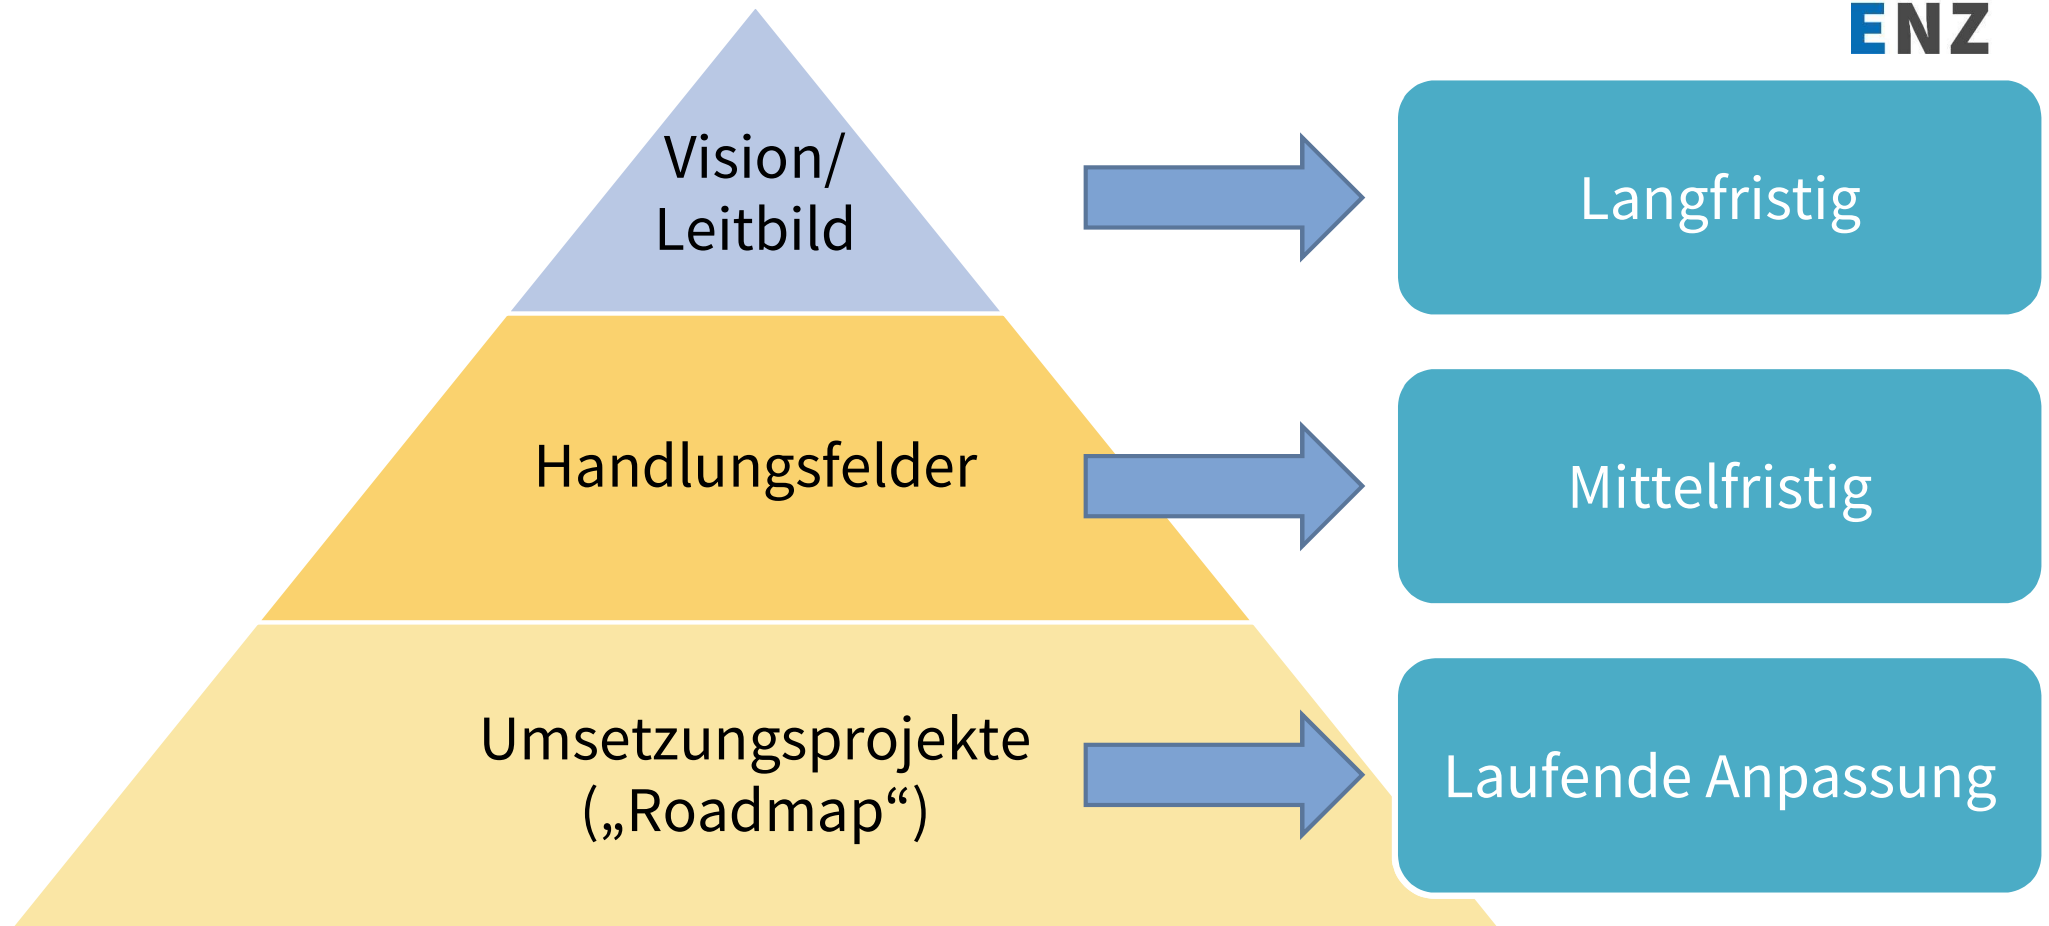 ENZ
Vision/
Leitbild
Langfristig
Handlungsfelder
Mittelfristig
Umsetzungsprojekte
(„Roadmap“)
Laufende Anpassung